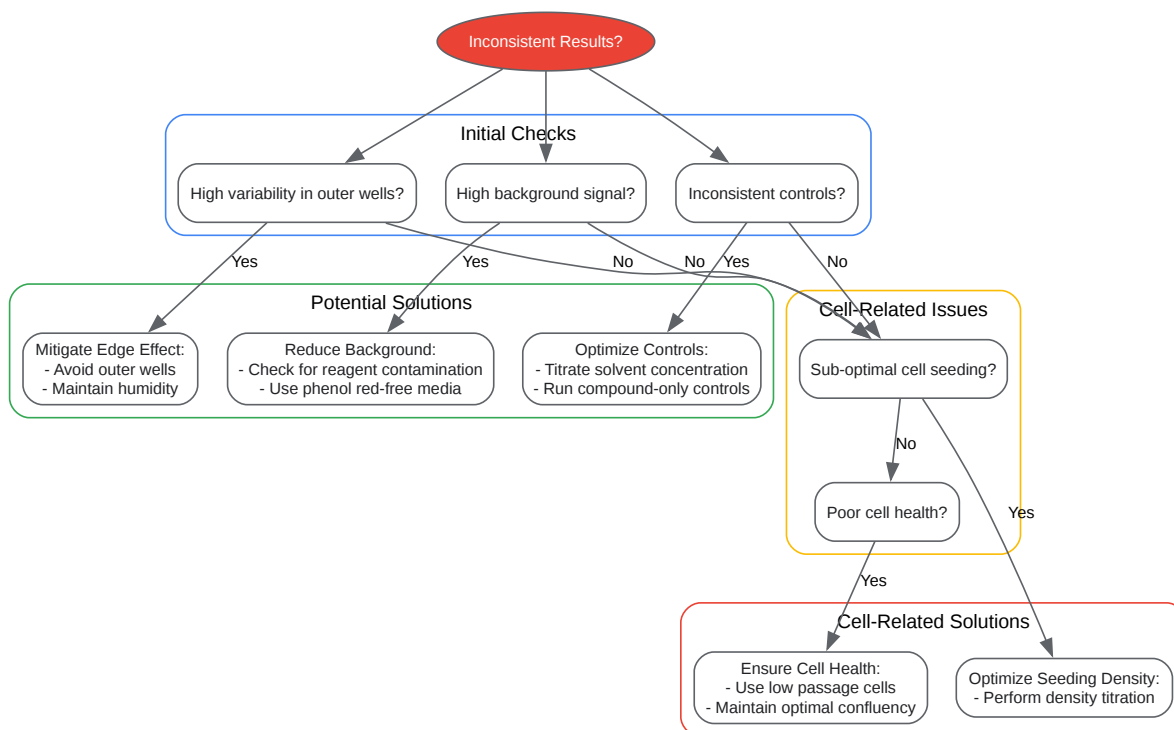 Inconsistent Results?
Initial Checks
High variability in outer wells?
High background signal?
Inconsistent controls?
Yes
Yes
No
No
Yes
No
Potential Solutions
Mitigate Edge Effect:
- Avoid outer wells
- Maintain humidity
Reduce Background:
- Check for reagent contamination
- Use phenol red-free media
Optimize Controls:
- Titrate solvent concentration
- Run compound-only controls
Cell-Related Issues
Sub-optimal cell seeding?
No
Poor cell health?
Yes
Yes
Cell-Related Solutions
Ensure Cell Health:
- Use low passage cells
- Maintain optimal confluency
Optimize Seeding Density:
- Perform density titration